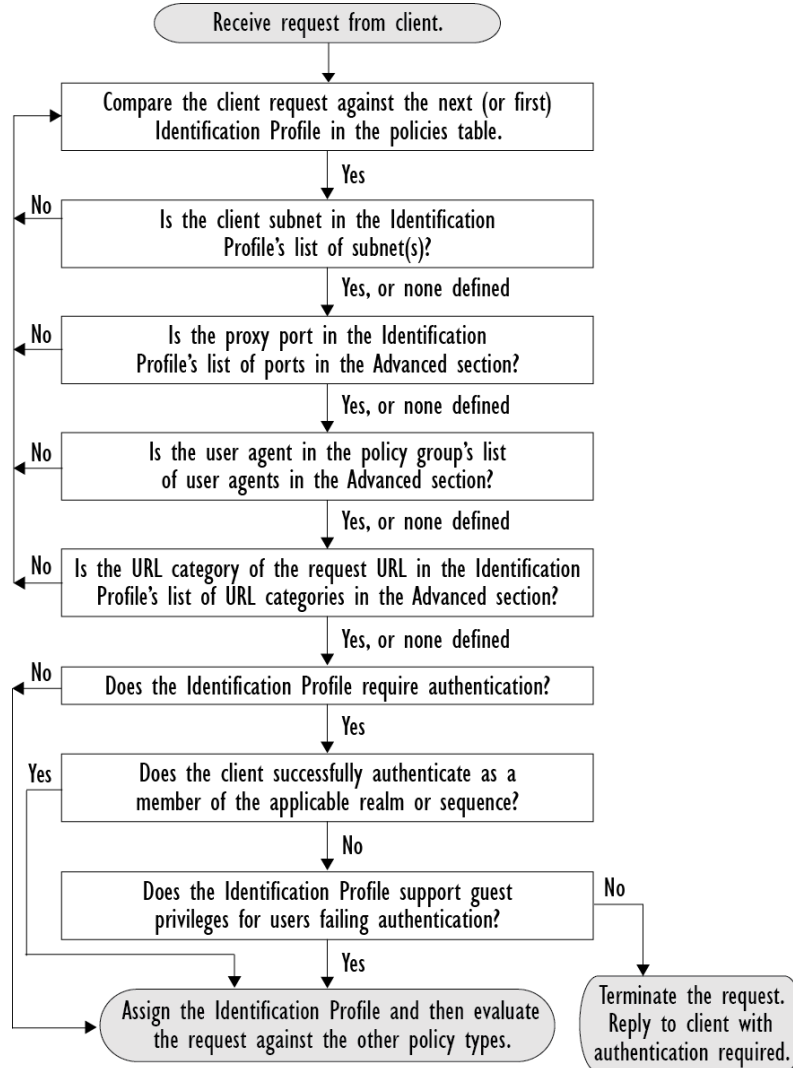 Receive request from client.
Compare the client request against the next (or first)
Identification Profile in the policies table.
Yes
No
Is the client subnet in the Identification
Profile's list of subnet(s)?
Yes, or none defined
No
Is the proxy port in the Identification
Profile's list of ports in the Advanced section?
Yes, or none defined
No
Is the user agent in the policy group's list
of user agents in the Advanced section?
Yes, or none defined
No
Is the URL category of the request URL in the Identification
Profile's list of URL categories in the Advanced section?
Yes, or none defined
No
Does the Identification Profile require authentication?
Yes
Yes
Does the client successfully authenticate as a
member of the applicable realm or sequence?
No
Does the Identification Profile support guest
privileges for users failing authentication?
No
Yes
Assign the Identification Profile and then evaluate
the request against the other policy types.
Terminate the request.
Reply to client with
authentication required.